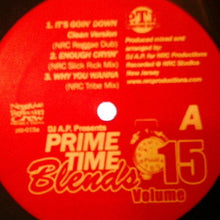 1. IT'S GOIN' DOWN
Clean Version
(NRC Reggae Dub)
2. ENOUGH CRYIN'
(NRC Slick Rick Mix)
3. WHY YOU WANNA
(NRC Tribe Mix)
Produced mixed and
arranged for
DJ A.P. for NRC Productions
Recorded @ NRC Studios
New Jersey
www.nrcproductions.com
DJ A.P. Presents
PRIME
TIME
Blends
A
15
Volume